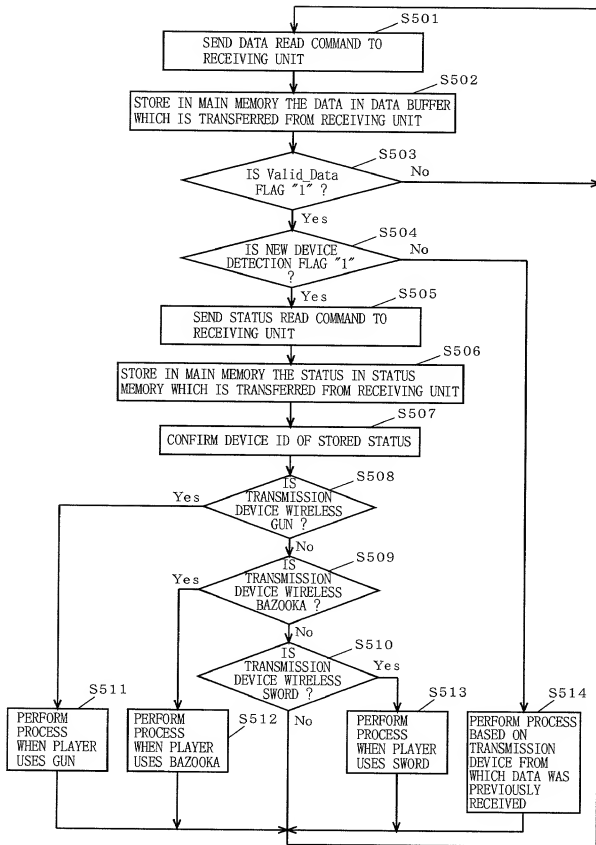 S501
SEND DATA READ COMMAND TO
RECEIVING UNIT
S502
STORE IN MAIN MEMORY THE DATA IN DATA BUFFER
WHICH IS TRANSFERRED FROM RECEIVING UNIT
S503
IS Valid_Data
FLAG "1" ?
No
Yes
S504
IS NEW DEVICE
DETECTION FLAG "1"
?
No
Yes
S505
SEND STATUS READ COMMAND TO
RECEIVING UNIT
S506
STORE IN MAIN MEMORY THE STATUS IN STATUS
MEMORY WHICH IS TRANSFERRED FROM RECEIVING UNIT
S507
CONFIRM DEVICE ID OF STORED STATUS
S508
IS
TRANSMISSION
DEVICE WIRELESS
GUN ?
Yes
No
S509
IS
TRANSMISSION
DEVICE WIRELESS
BAZOOKA ?
Yes
No
S510
IS
TRANSMISSION
DEVICE WIRELESS
SWORD ?
Yes
No
S511
PERFORM
PROCESS
WHEN PLAYER
USES GUN
S512
PERFORM
PROCESS
WHEN PLAYER
USES BAZOOKA
S513
PERFORM
PROCESS
WHEN PLAYER
USES SWORD
S514
PERFORM PROCESS
BASED ON
TRANSMISSION
DEVICE FROM
WHICH DATA WAS
PREVIOUSLY
RECEIVED